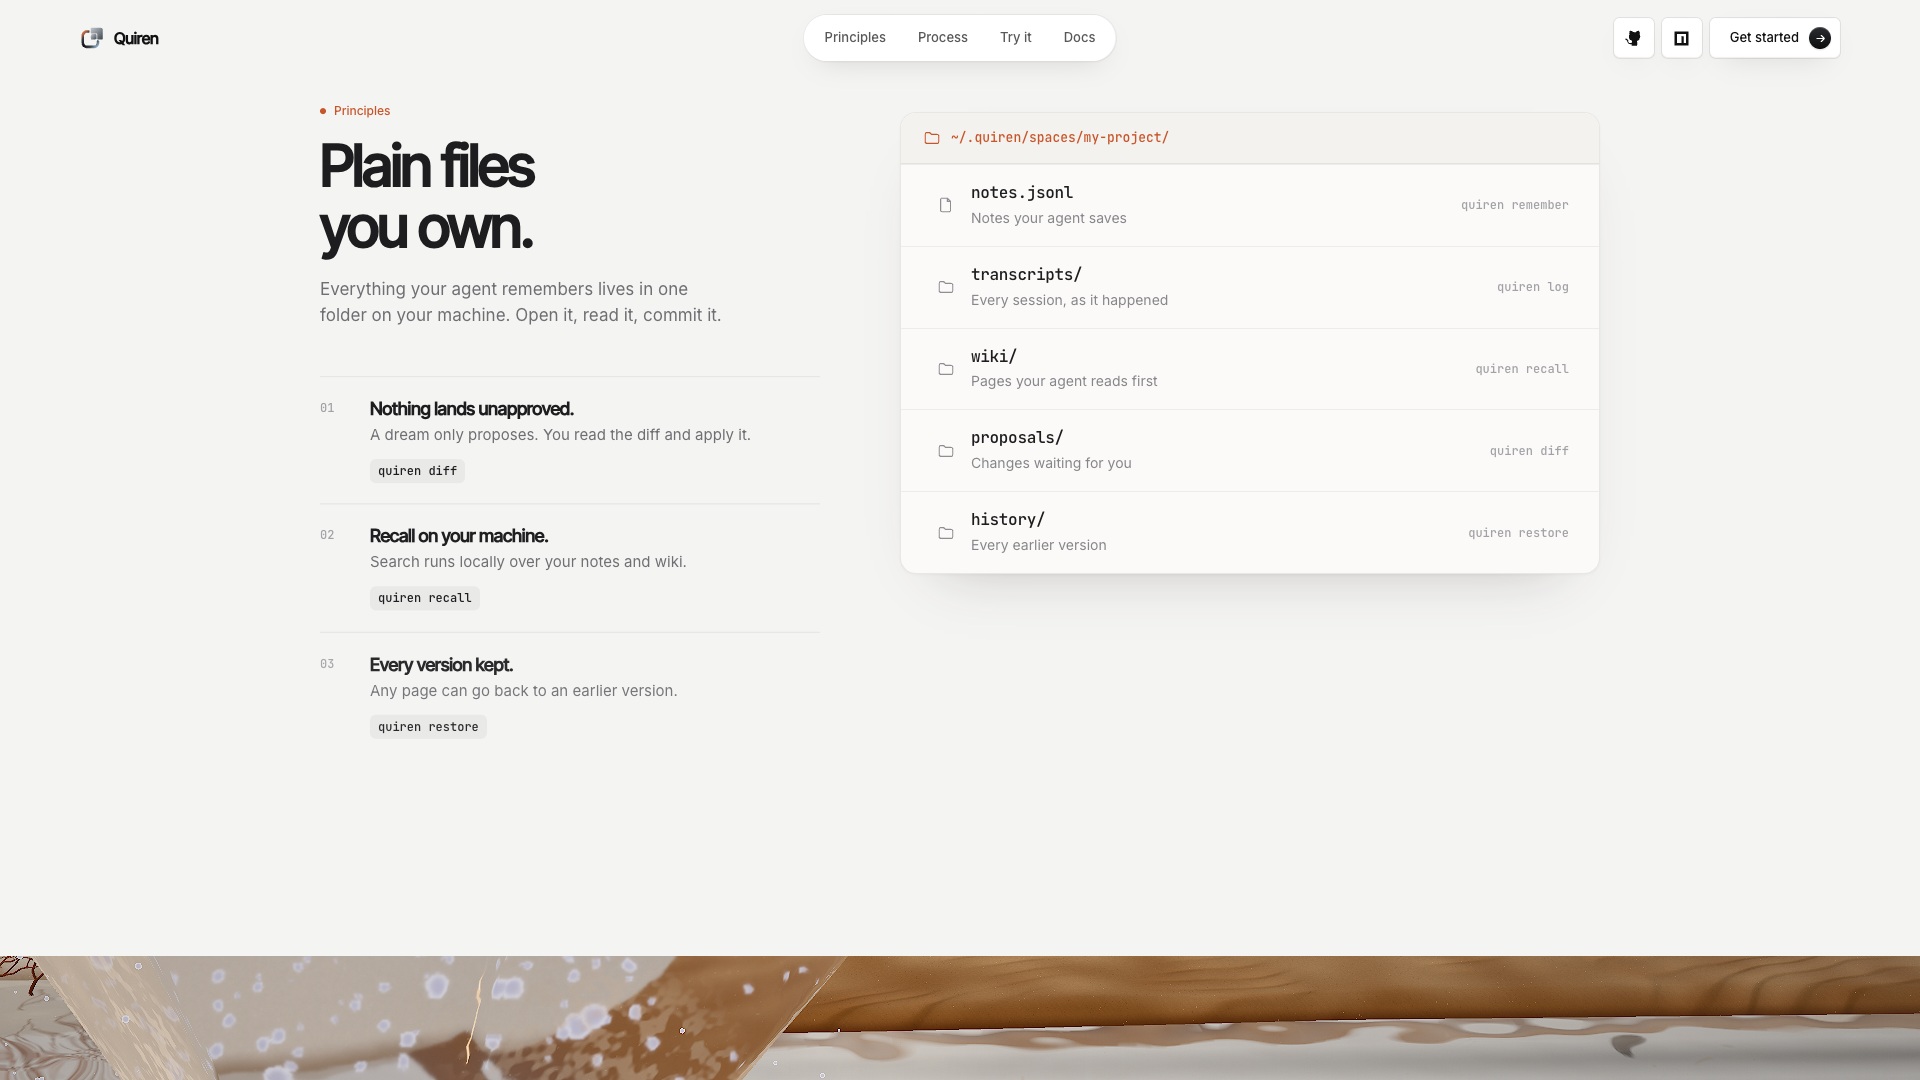 Quiren
Principles
Process
Try it
Docs
Get started
Principles
Plain files
you own.
Everything your agent remembers lives in one
folder on your machine. Open it, read it, commit it.
01
Nothing lands unapproved.
A dream only proposes. You read the diff and apply it.
quiren diff
02
Recall on your machine.
Search runs locally over your notes and wiki.
quiren recall
03
Every version kept.
Any page can go back to an earlier version.
quiren restore
~/.quiren/spaces/my-project/
notes.jsonl
Notes your agent saves
quiren remember
transcripts/
Every session, as it happened
quiren log
wiki/
Pages your agent reads first
quiren recall
proposals/
Changes waiting for you
quiren diff
history/
Every earlier version
quiren restore